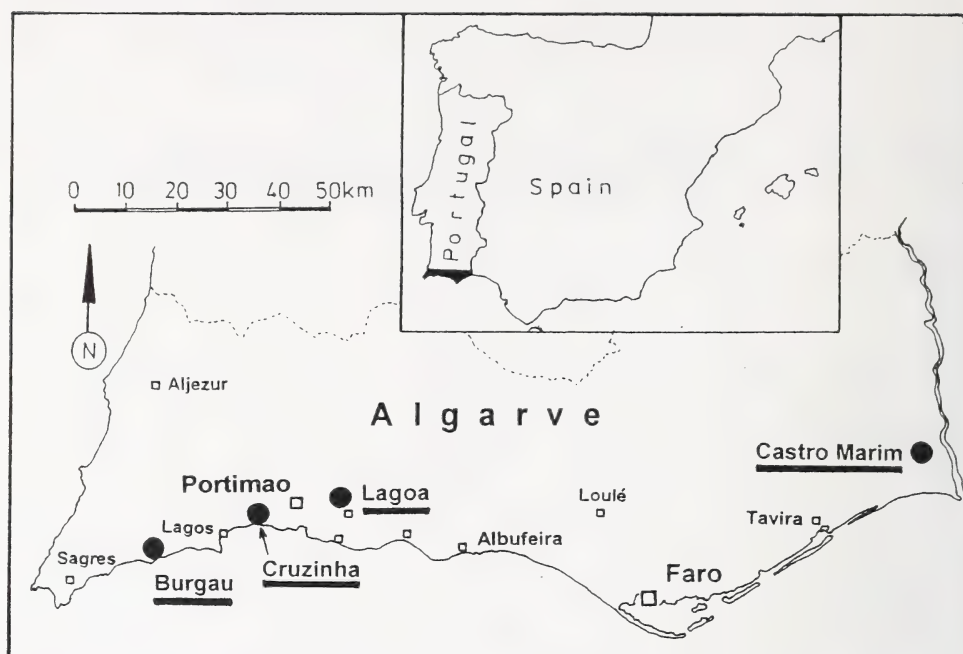 Portugal
Spain
0 10 20 30 40 50km
N
Aljezur
Algarve
Castro Marim
Portimao
Lagoa
Loulé
Lagos
Tavira
Sagres
Albufeira
Burgau
Cruzinha
Faro